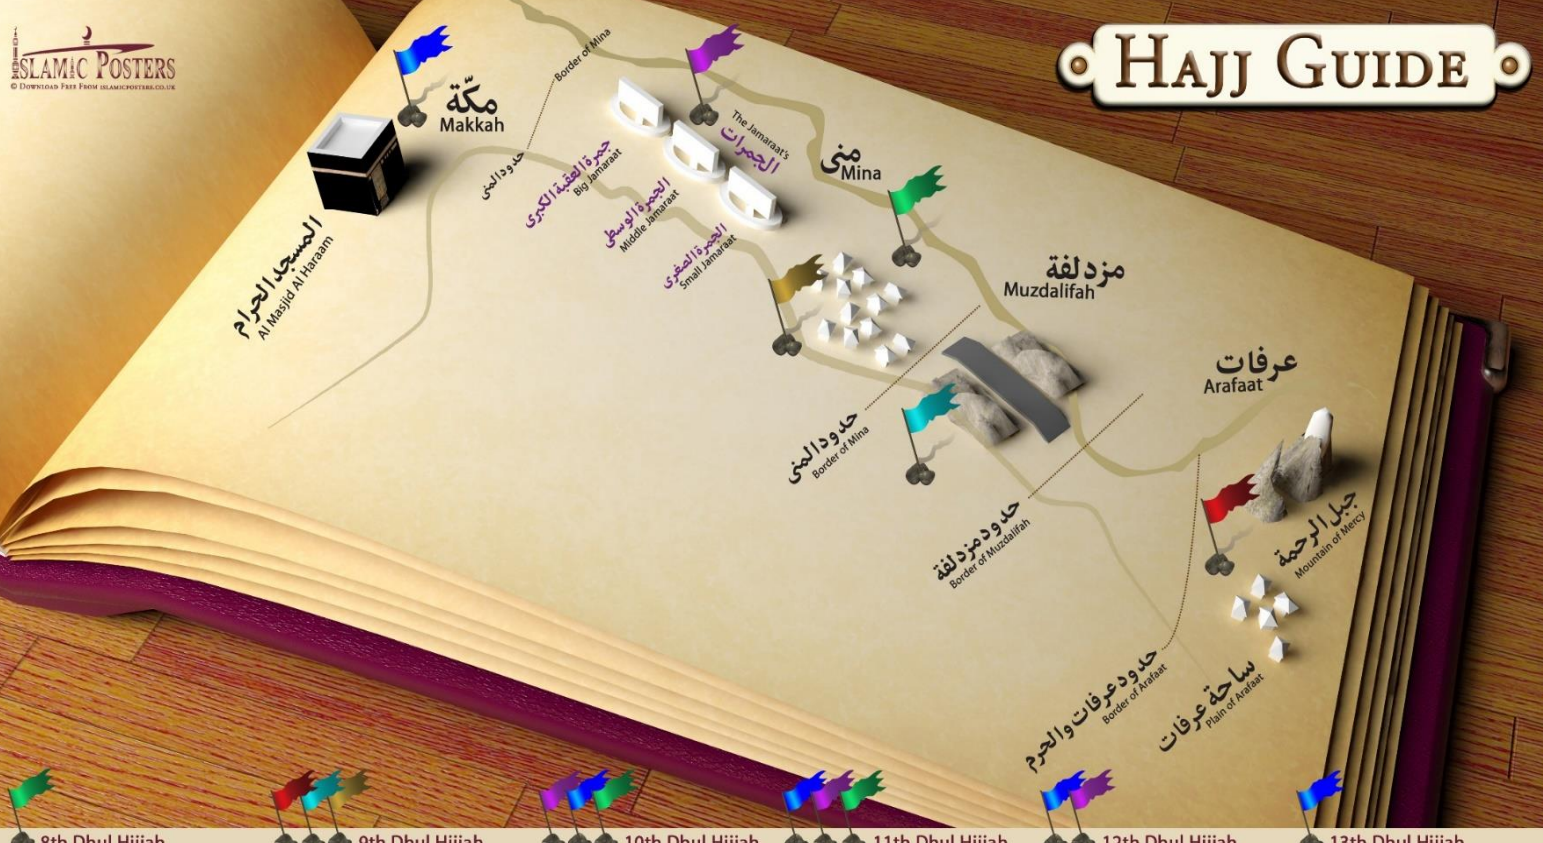 ISLAMIC POSTERS
© DOWNLOAD FREE FROM ISLAMICPOSTERS.CO.UK
HAJJ GUIDE
مكّة
Makkah
المسجد الحرام
Al Masjid Al Haraam
Border of Mina
حدود المنى
The Jamaraat's
الجمرات
جمرة العقبة الكبرى
Big Jamaraat
الجمرة الوسطى
Middle Jamaraat
الجمرة الصغرى
Small Jamaraat
منى
Mina
مزدلفة
Muzdalifah
عرفات
Arafaat
حدود المنى
Border of Mina
حدود مزدلفة
Border of Muzdalifah
جبل الرحمة
Mountain of Mercy
حدود عرفات والحرم
Border of Arafaat
ساحة عرفات
Plain of Arafaat
8th Dhul Hijjah
9th Dhul Hijjah
10th Dhul Hijjah
11th Dhul Hijjah
12th Dhul Hijjah
13th Dhul Hijjah